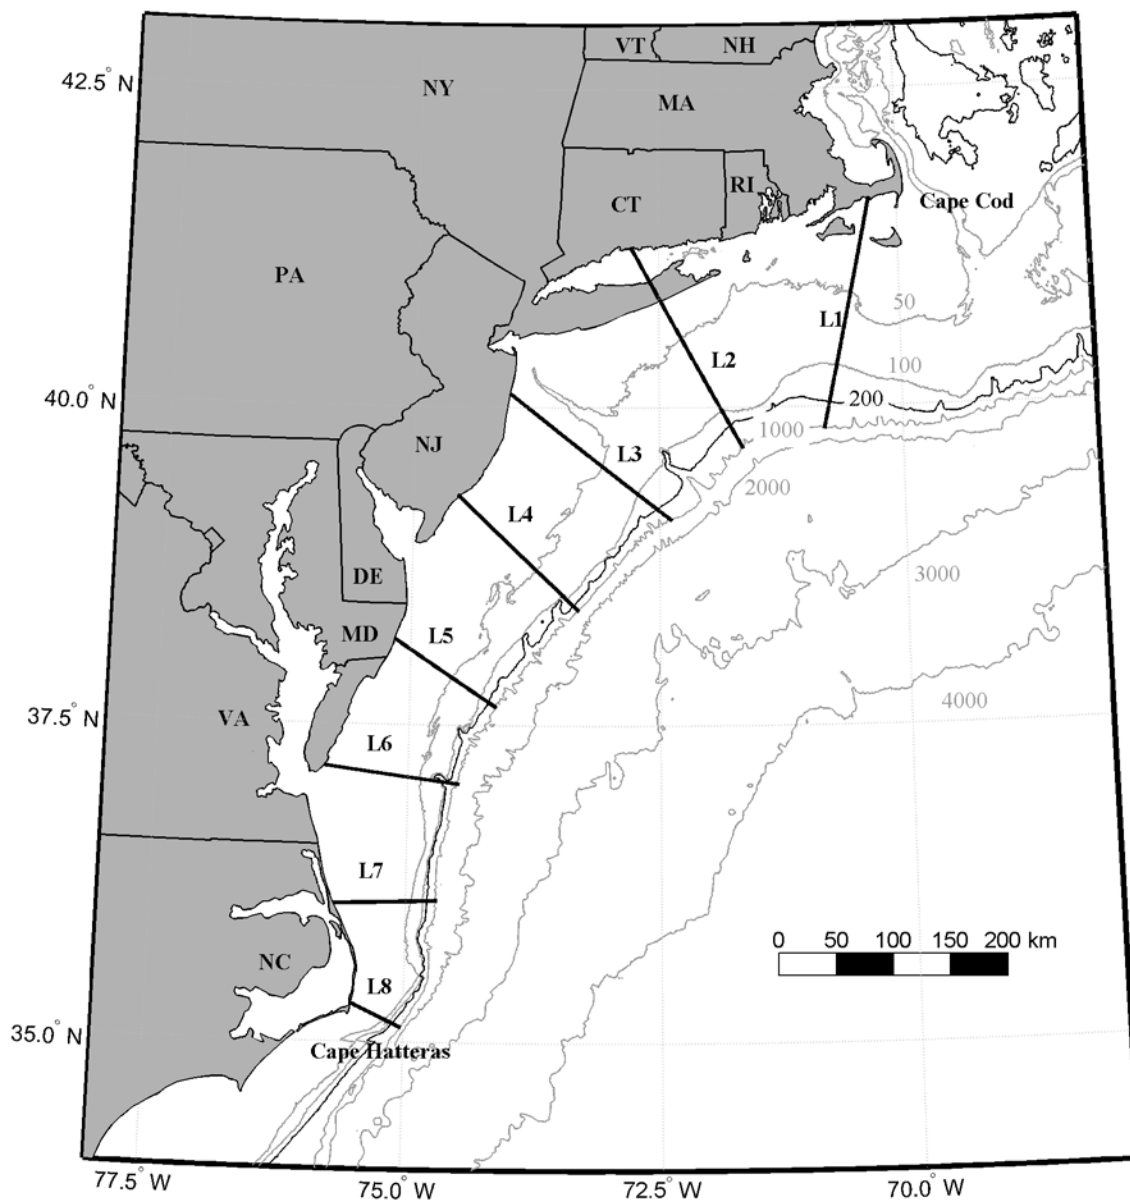 VT
NH
42.5° N
NY
MA
RI
CT
Cape Cod
PA
50
L1
L2
100
40.0° N
200
1000
NJ
L3
2000
L4
3000
DE
MD
L5
4000
37.5° N
VA
L6
L7
0 50 100 150 200 km
NC
L8
35.0° N
Cape Hatteras
77.5° W
75.0° W
72.5° W
70.0° W